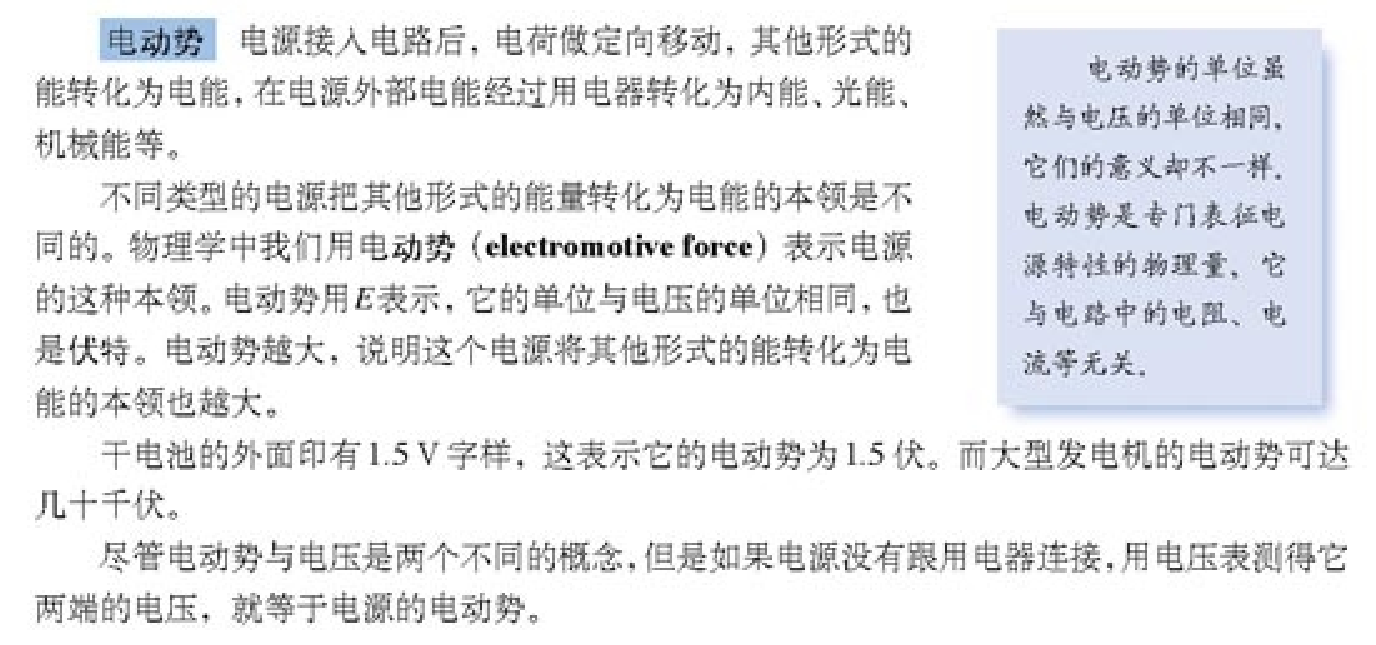 电动势 电源接入电路后，电荷做定向移动，其他形式的
能转化为电能，在电源外部电能经过用电器转化为内能、光能、
机械能等。
不同类型的电源把其他形式的能量转化为电能的本领是不
同的。物理学中我们用电动势（electromotive force）表示电源
的这种本领。电动势用E表示，它的单位与电压的单位相同，也
是伏特。电动势越大，说明这个电源将其他形式的能转化为电
能的本领也越大。
电动势的单位虽
然与电压的单位相同，
它们的意义却不一样。
电动势是专门表征电
源特性的物理量，它
与电路中的电阻、电
流等无关。
干电池的外面印有1.5 V字样，这表示它的电动势为1.5伏。而大型发电机的电动势可达
几十千伏。
尽管电动势与电压是两个不同的概念，但是如果电源没有跟用电器连接，用电压表测得它
两端的电压，就等于电源的电动势。